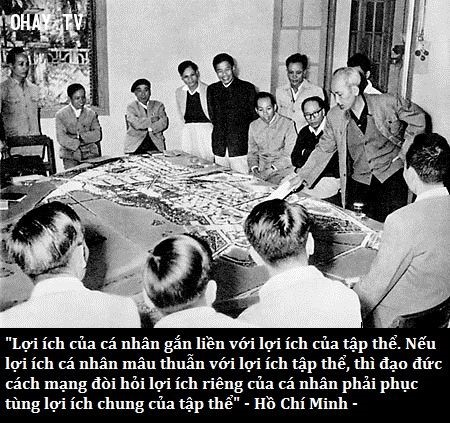 OHAY TV
"Lợi ích của cá nhân gắn liền với lợi ích của tập thể. Nếu
lợi ích cá nhân mâu thuẫn với lợi ích tập thể, thì đạo đức
cách mạng đòi hỏi lợi ích riêng của cá nhân phải phục
tùng lợi ích chung của tập thể" - Hồ Chí Minh -